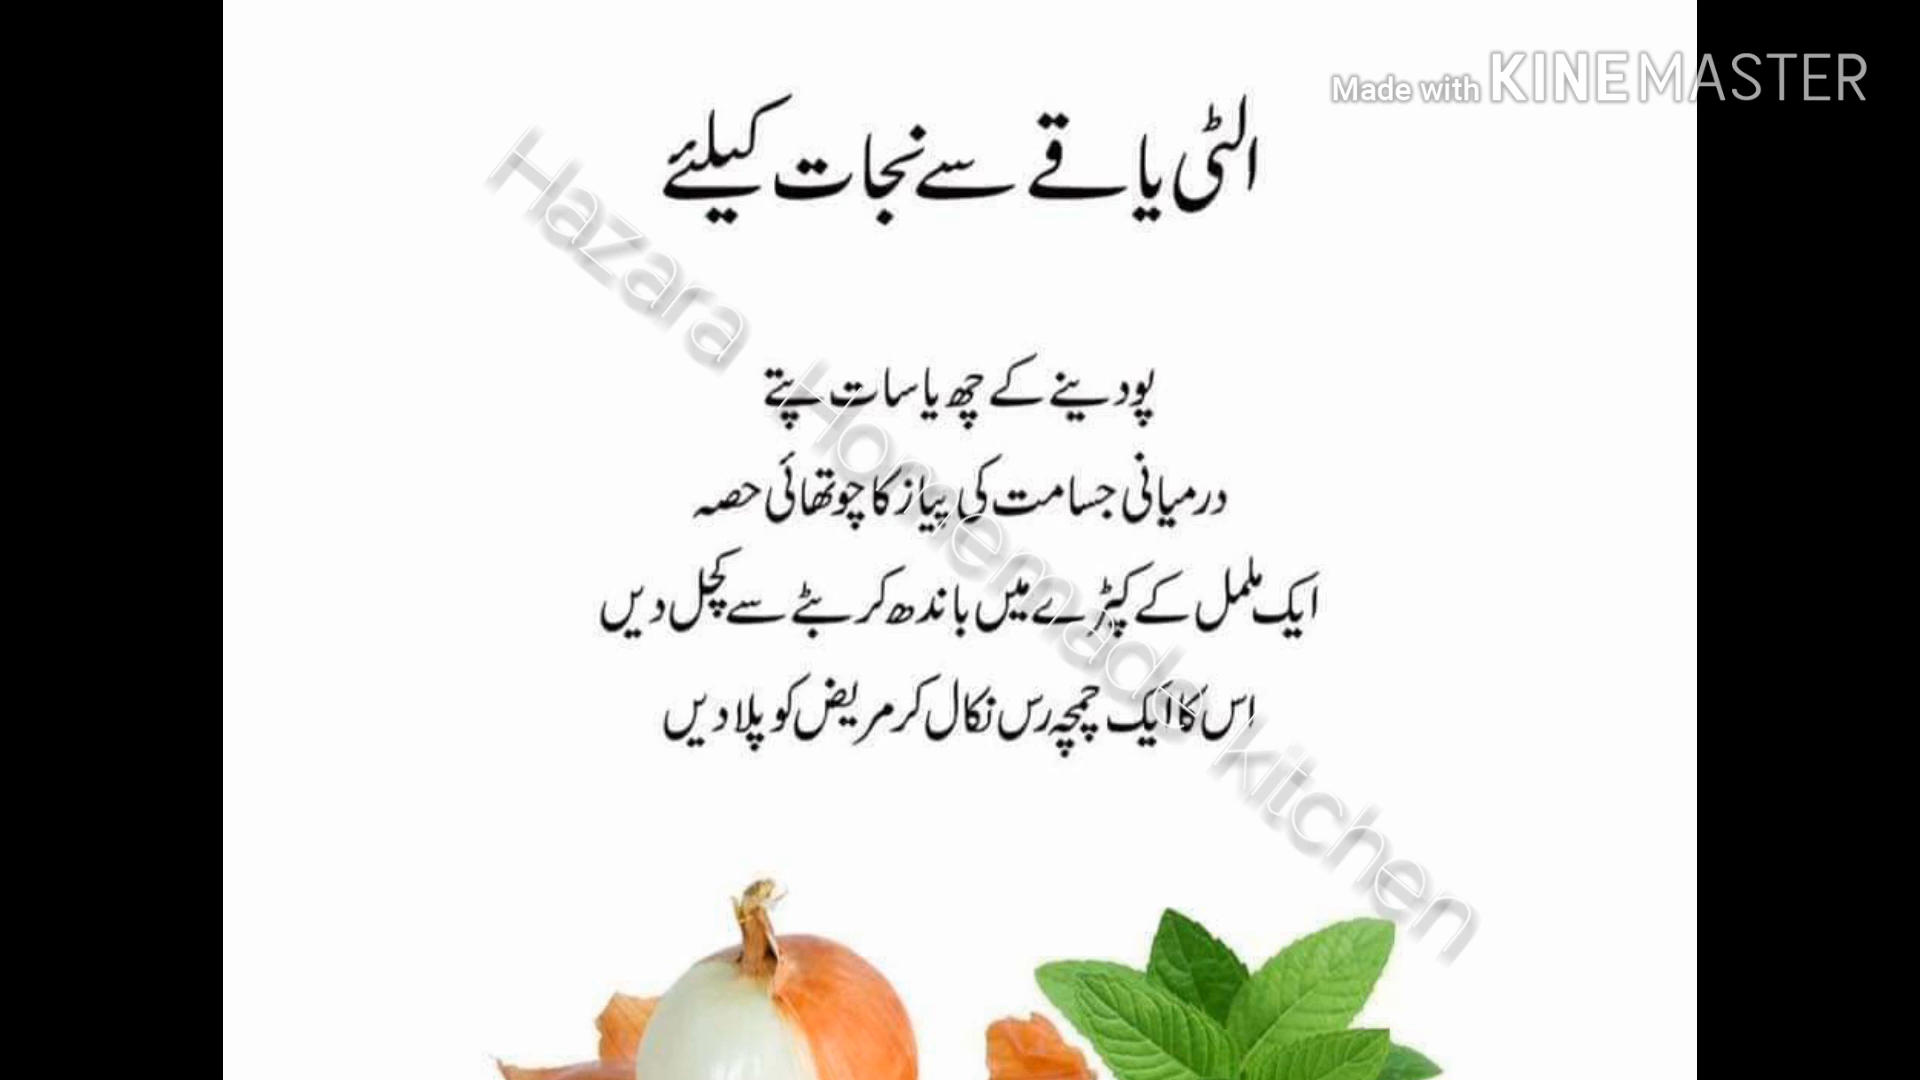 Made with KINEMASTER
الٹی یا قے سے نجات کیلئے
پودینے کے چھ یا سات پتے
درمیانی جسامت کی پیاز کا چوتھائی حصہ
ایک ململ کے کپڑے میں باندھ کر بٹے سے کچل دیں
اس کا ایک چمچہ رس نکال کر مریض کو پلا دیں
Hazara Homemade kitchen